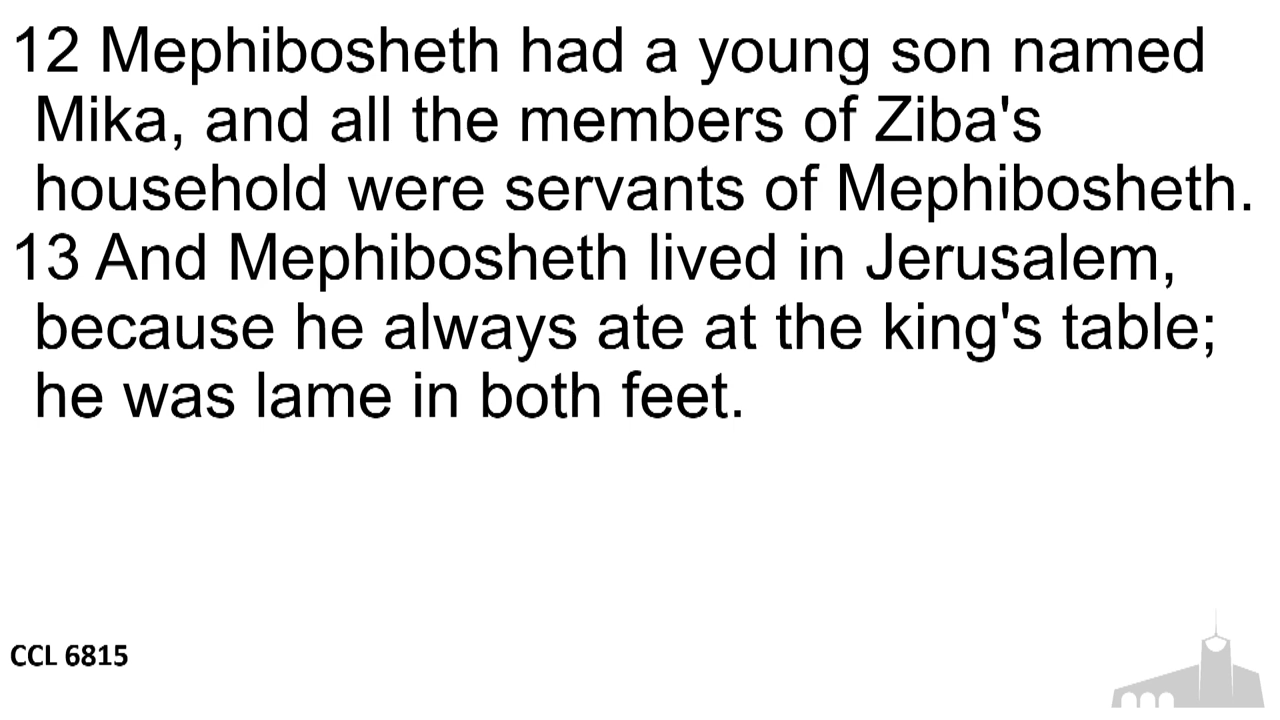 12 Mephibosheth had a young son named
Mika, and all the members of Ziba's
household were servants of Mephibosheth.
13 And Mephibosheth lived in Jerusalem,
because he always ate at the king's table;
he was lame in both feet.
CCL 6815